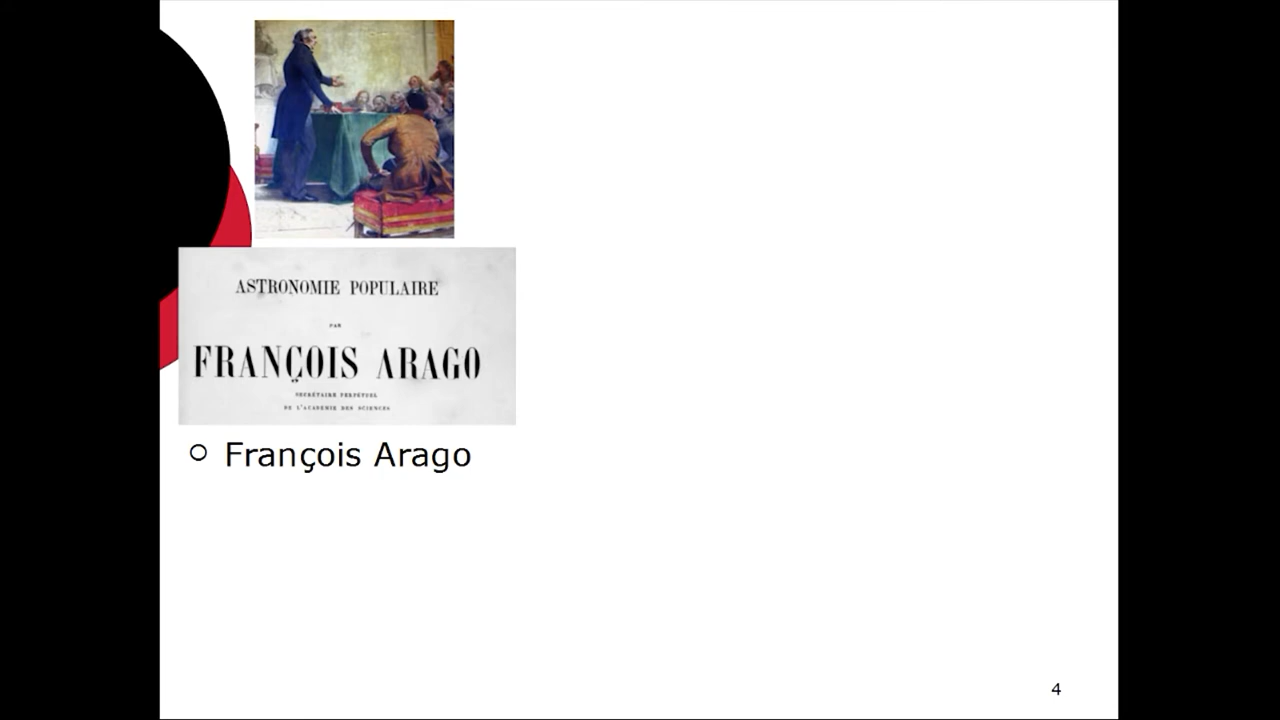 ASTRONOMIE POPULAIRE
PAR
FRANÇOIS ARAGO
SECRÉTAIRE PERPÉTUEL
DE L'ACADÉMIE DES SCIENCES
François Arago
4